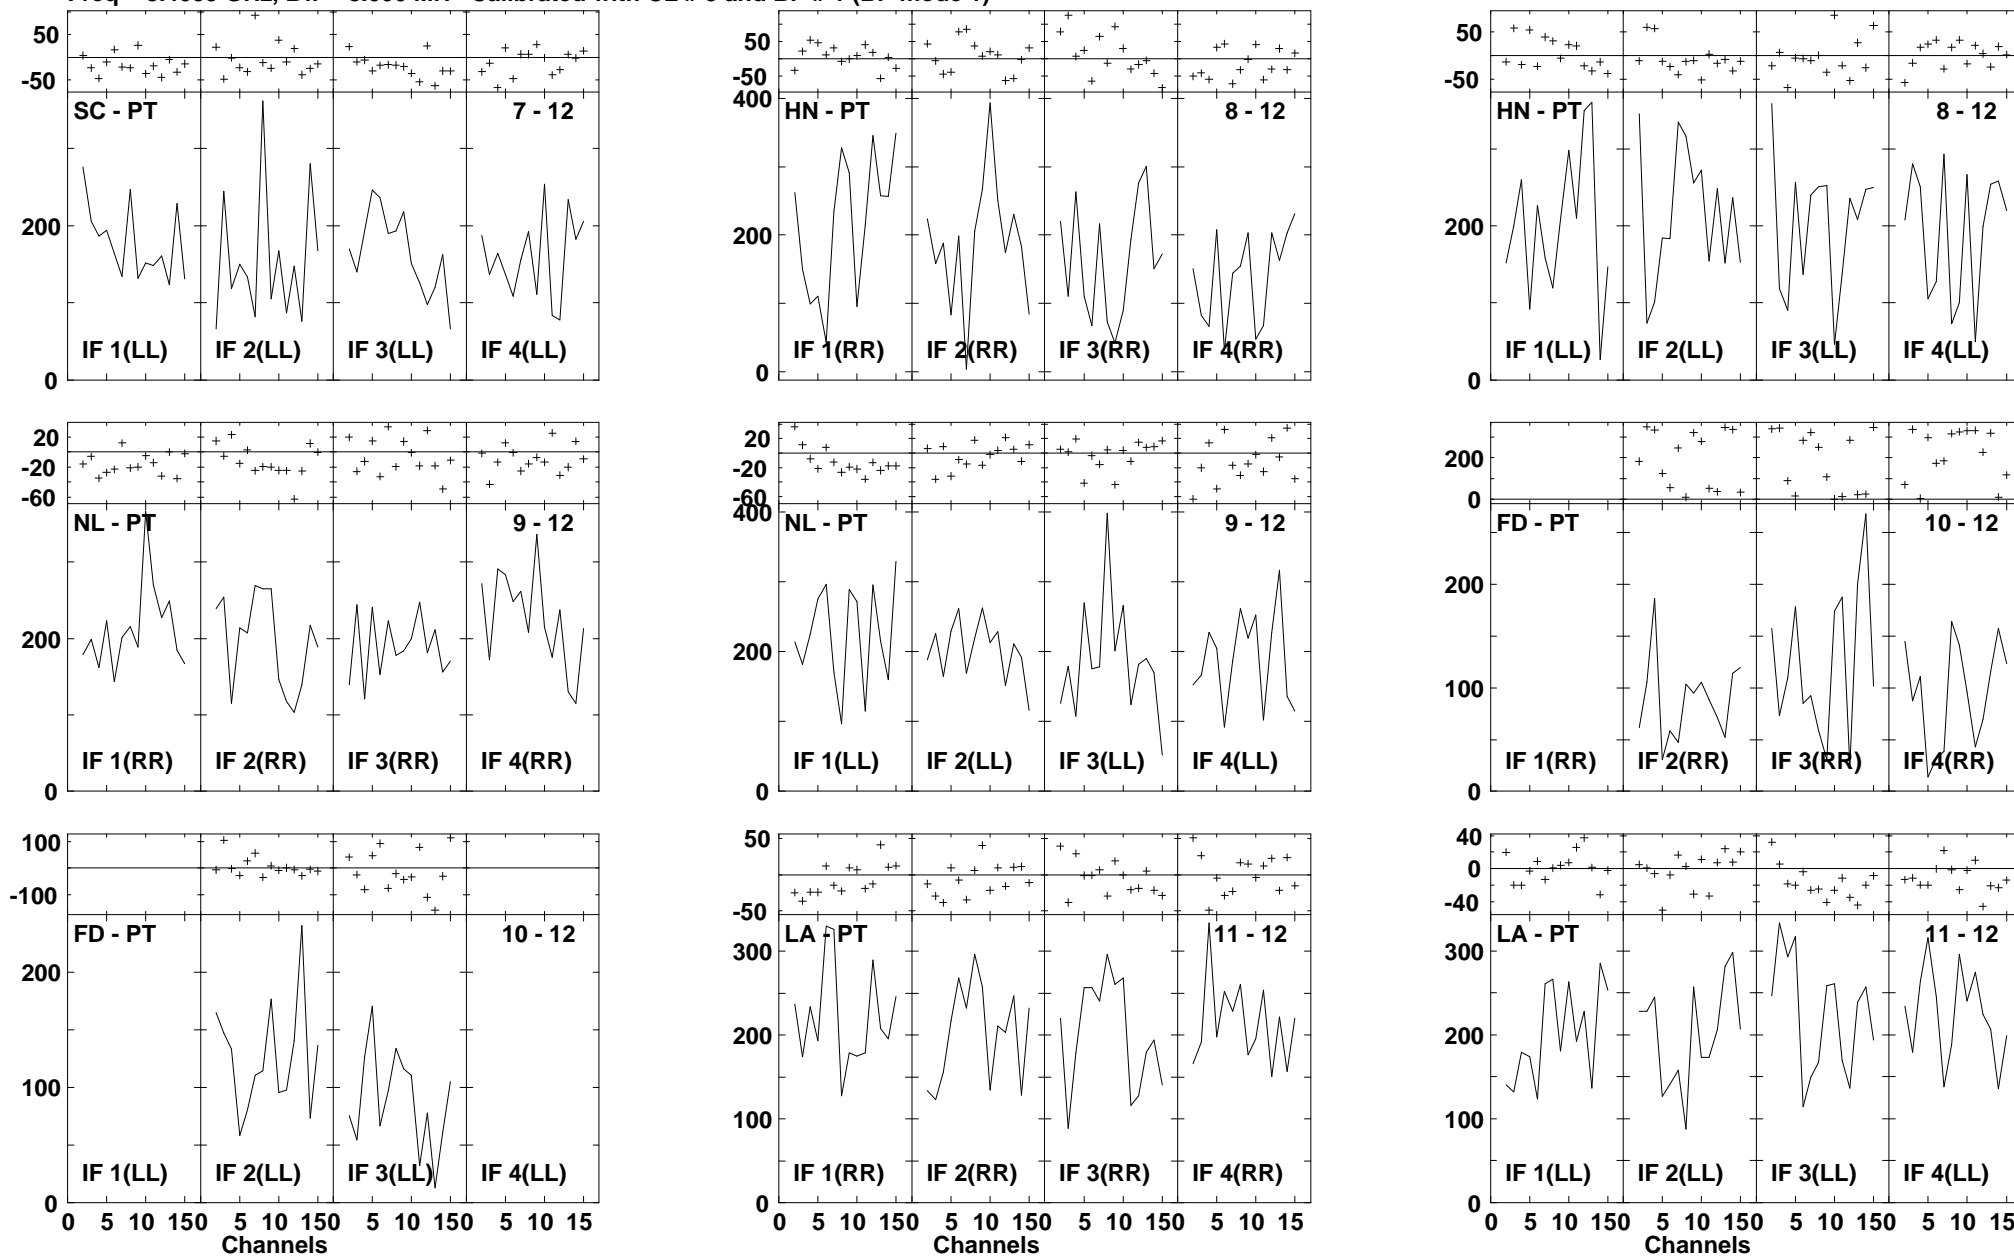 50 50 50
-50 -50 -50
SC - PT 7 - 12 400 HN - PT 8 - 12 HN - PT 8 - 12
200 200 200
IF 1(LL) IF 2(LL) IF 3(LL) IF 4(LL) IF 1(RR) IF 2(RR) IF 3(RR) IF 4(RR) IF 1(LL) IF 2(LL) IF 3(LL) IF 4(LL)
0 0 0
20 20 200
-20 -20 0
-60 -60
NL - PT 9 - 12 400 NL - PT 9 - 12 FD - PT 10 - 12
200 200 200
100
IF 1(RR) IF 2(RR) IF 3(RR) IF 4(RR) IF 1(LL) IF 2(LL) IF 3(LL) IF 4(LL) IF 1(RR) IF 2(RR) IF 3(RR) IF 4(RR)
0 0 0
100 50 40
0
-100 -50 -40
FD - PT 10 - 12 LA - PT 11 - 12 LA - PT 11 - 12
300 300
200 200 200
100 100 100
IF 1(LL) IF 2(LL) IF 3(LL) IF 4(LL) IF 1(RR) IF 2(RR) IF 3(RR) IF 4(RR) IF 1(LL) IF 2(LL) IF 3(LL) IF 4(LL)
0 0 0
0 5 10 150 5 10 150 5 10 150 5 10 15 0 5 10 150 5 10 150 5 10 150 5 10 15 0 5 10 150 5 10 150 5 10 150 5 10 15
Channels Channels Channels